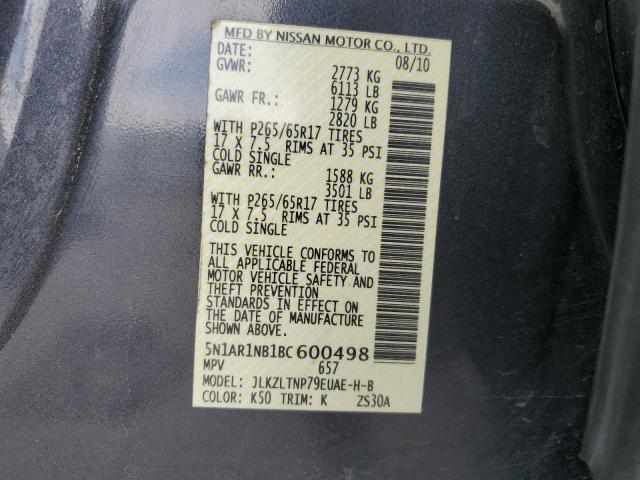 MFD BY NISSAN MOTOR CO., LTD.
DATE: 08/10
GVWR: 2773 KG
6113 LB
GAWR FR.: 1279 KG
2820 LB
WITH P265/65R17 TIRES
17 X 7.5 RIMS AT 35 PSI
COLD SINGLE
GAWR RR.: 1588 KG
3501 LB
WITH P265/65R17 TIRES
17 X 7.5 RIMS AT 35 PSI
COLD SINGLE
THIS VEHICLE CONFORMS TO
ALL APPLICABLE FEDERAL
MOTOR VEHICLE SAFETY AND
THEFT PREVENTION
STANDARDS IN EFFECT ON
THE DATE OF MANUFACTURE
SHOWN ABOVE.
5N1AR1NB1BC600498
MPV 657
MODEL: JLKZLTNP79EUAE-H-B
COLOR: K50 TRIM: K ZS30A